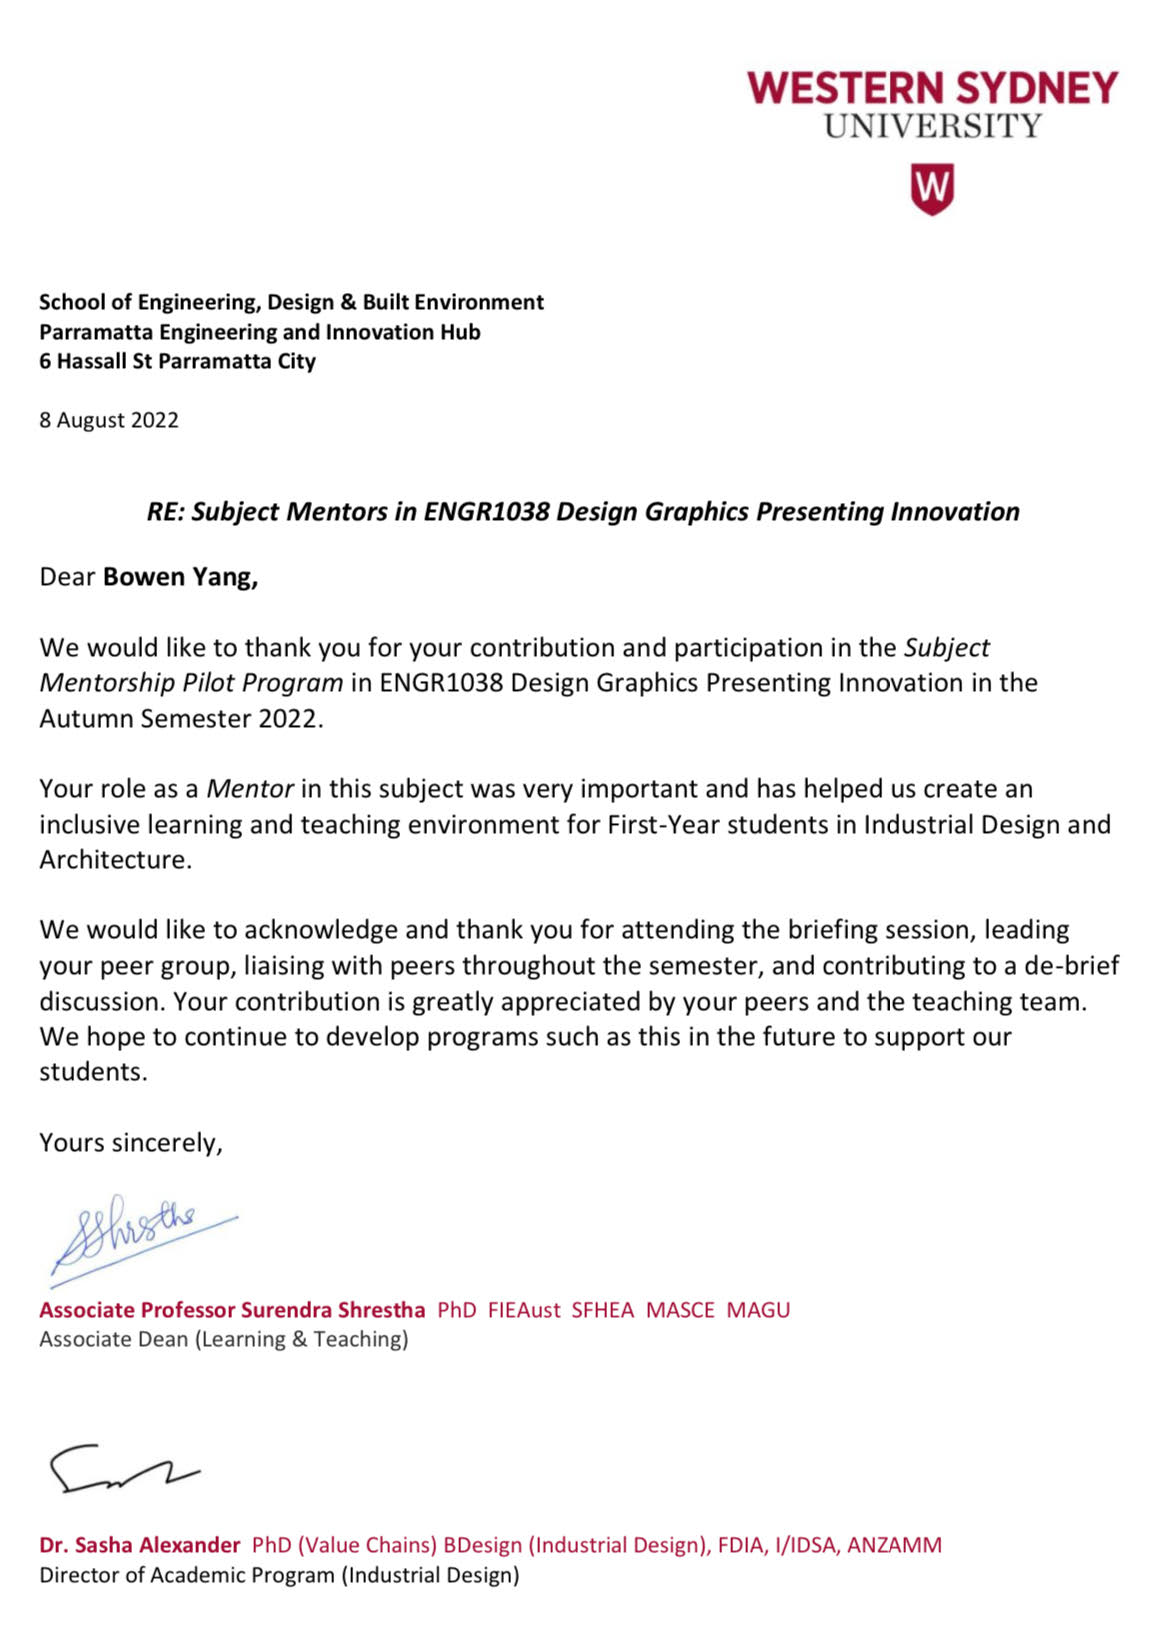 WESTERN SYDNEY
UNIVERSITY
W
School of Engineering, Design & Built Environment
Parramatta Engineering and Innovation Hub
6 Hassall St Parramatta City
8 August 2022
RE: Subject Mentors in ENGR1038 Design Graphics Presenting Innovation
Dear Bowen Yang,
We would like to thank you for your contribution and participation in the Subject
Mentorship Pilot Program in ENGR1038 Design Graphics Presenting Innovation in the
Autumn Semester 2022.
Your role as a Mentor in this subject was very important and has helped us create an
inclusive learning and teaching environment for First-Year students in Industrial Design and
Architecture.
We would like to acknowledge and thank you for attending the briefing session, leading
your peer group, liaising with peers throughout the semester, and contributing to a de-brief
discussion. Your contribution is greatly appreciated by your peers and the teaching team.
We hope to continue to develop programs such as this in the future to support our
students.
Yours sincerely,
SShrestha
Associate Professor Surendra Shrestha PhD FIEAust SFHEA MASCE MAGU
Associate Dean (Learning & Teaching)
Dr. Sasha Alexander PhD (Value Chains) BDesign (Industrial Design), FDIA, I/IDSA, ANZAMM
Director of Academic Program (Industrial Design)